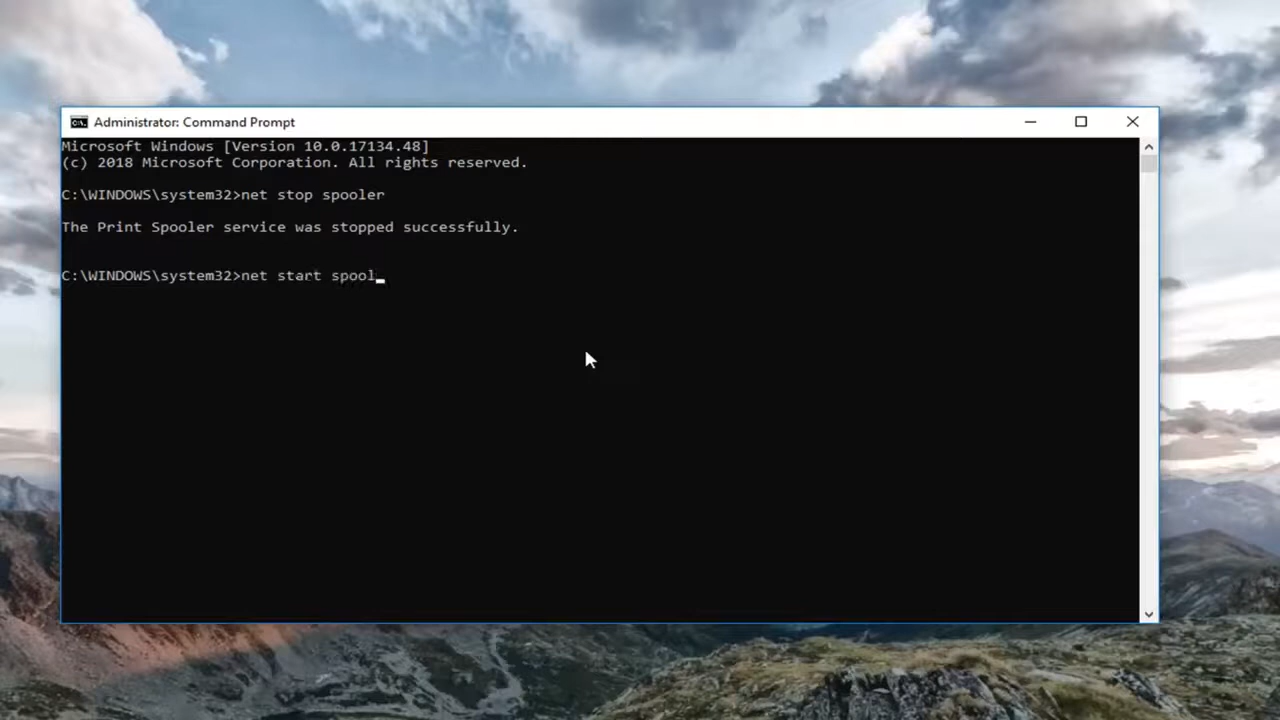 Administrator: Command Prompt
Microsoft Windows [Version 10.0.17134.48]
(c) 2018 Microsoft Corporation. All rights reserved.
C:\WINDOWS\system32>net stop spooler
The Print Spooler service was stopped successfully.
C:\WINDOWS\system32>net start spool